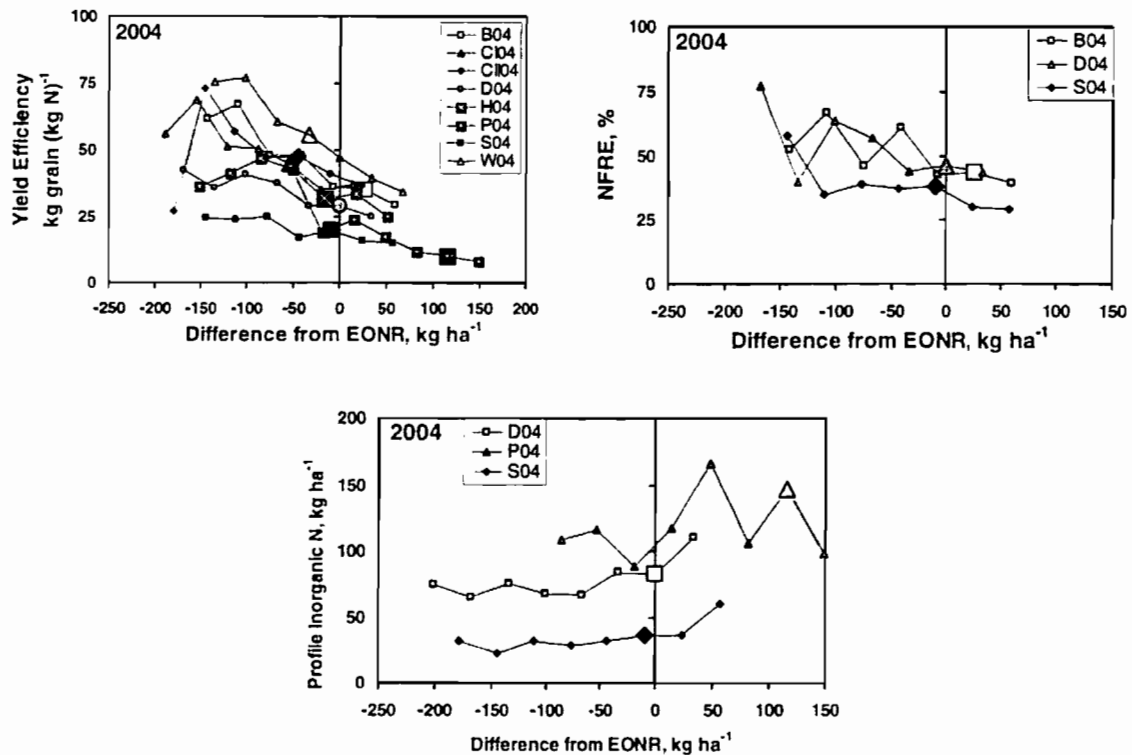 2004
Yield Efficiency
kg grain (kg N)⁻¹
100
75
50
25
0
-250 -200 -150 -100 -50 0 50 100 150 200
Difference from EONR, kg ha⁻¹
B04
CI04
CII04
D04
H04
P04
S04
W04
2004
NFRE, %
100
75
50
25
0
-250 -200 -150 -100 -50 0 50 100 150
Difference from EONR, kg ha⁻¹
B04
D04
S04
2004
Profile Inorganic N, kg ha⁻¹
200
150
100
50
0
-250 -200 -150 -100 -50 0 50 100 150
Difference from EONR, kg ha⁻¹
D04
P04
S04